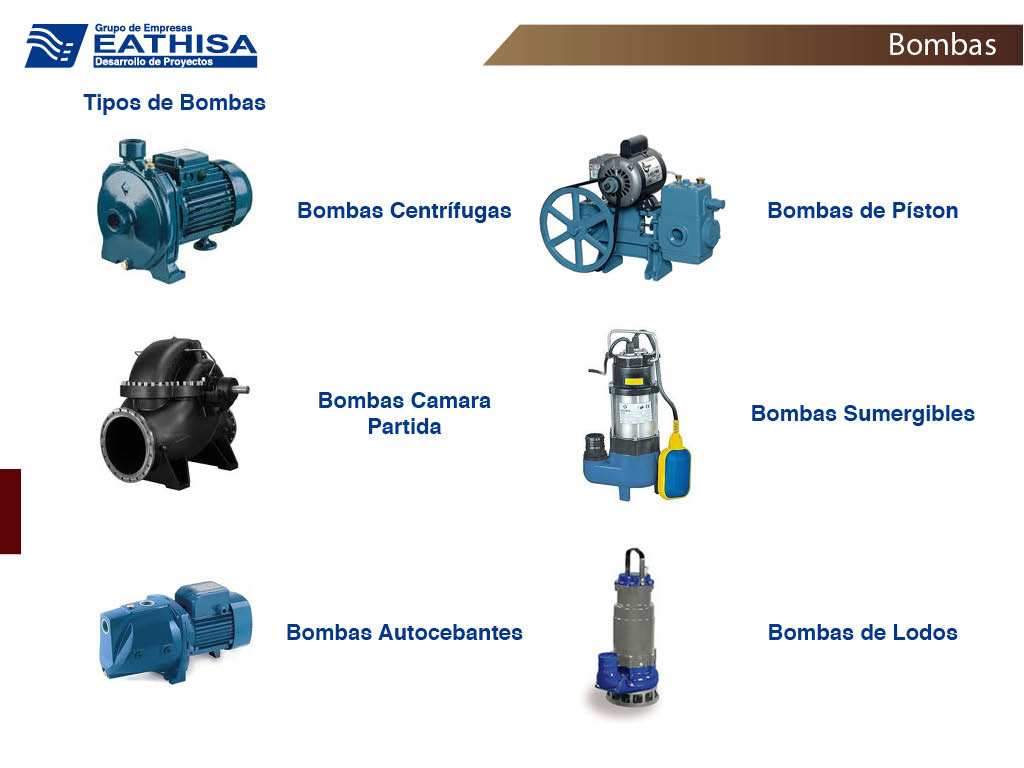 Grupo de Empresas
EATHISA
Desarrollo de Proyectos
Bombas
Tipos de Bombas
Bombas Centrífugas
Bombas de Píston
Bombas Camara
Partida
Bombas Sumergibles
Bombas Autocebantes
Bombas de Lodos